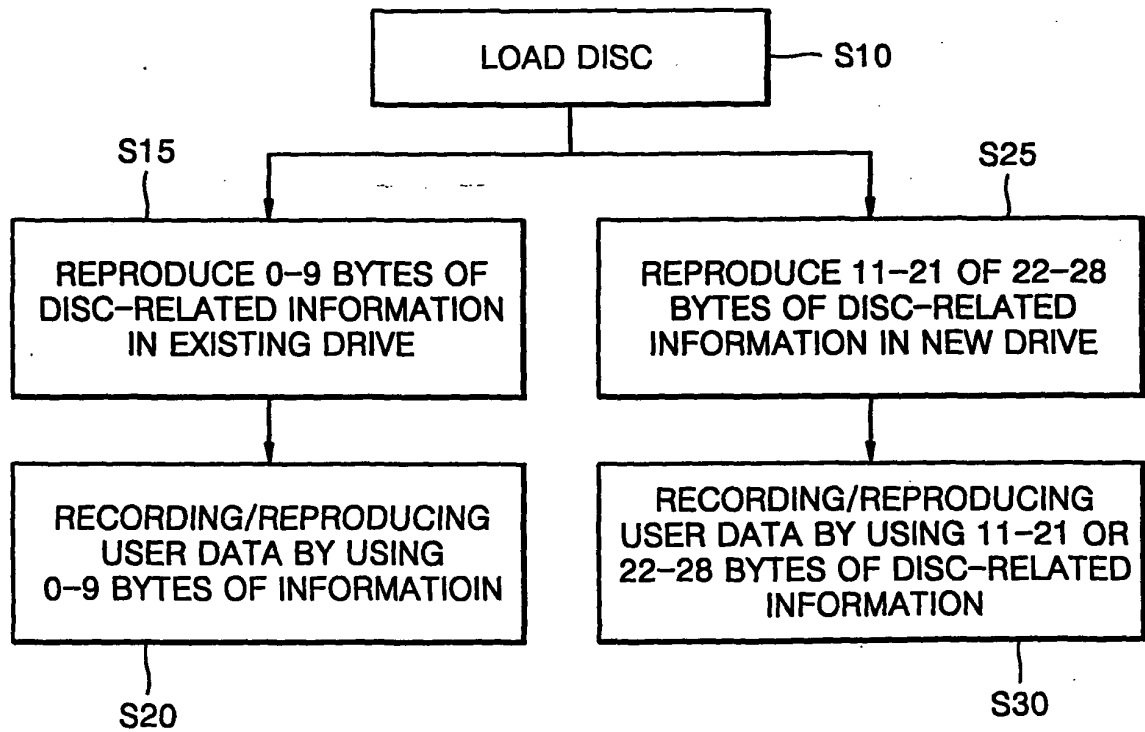 LOAD DISC
S10
S15
S25
REPRODUCE 0-9 BYTES OF
DISC-RELATED INFORMATION
IN EXISTING DRIVE
REPRODUCE 11-21 OF 22-28
BYTES OF DISC-RELATED
INFORMATION IN NEW DRIVE
RECORDING/REPRODUCING
USER DATA BY USING
0-9 BYTES OF INFORMATIOIN
RECORDING/REPRODUCING
USER DATA BY USING 11-21 OR
22-28 BYTES OF DISC-RELATED
INFORMATION
S20
S30